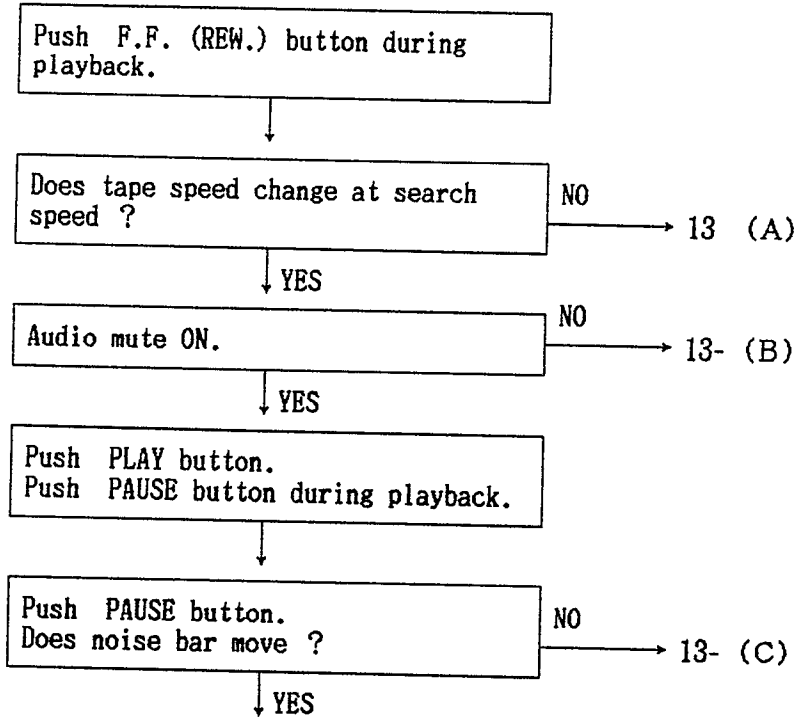 Push F.F. (REW.) button during
playback.
Does tape speed change at search
speed ?
NO
13 (A)
YES
Audio mute ON.
NO
13- (B)
YES
Push PLAY button.
Push PAUSE button during playback.
Push PAUSE button.
Does noise bar move ?
NO
13- (C)
YES